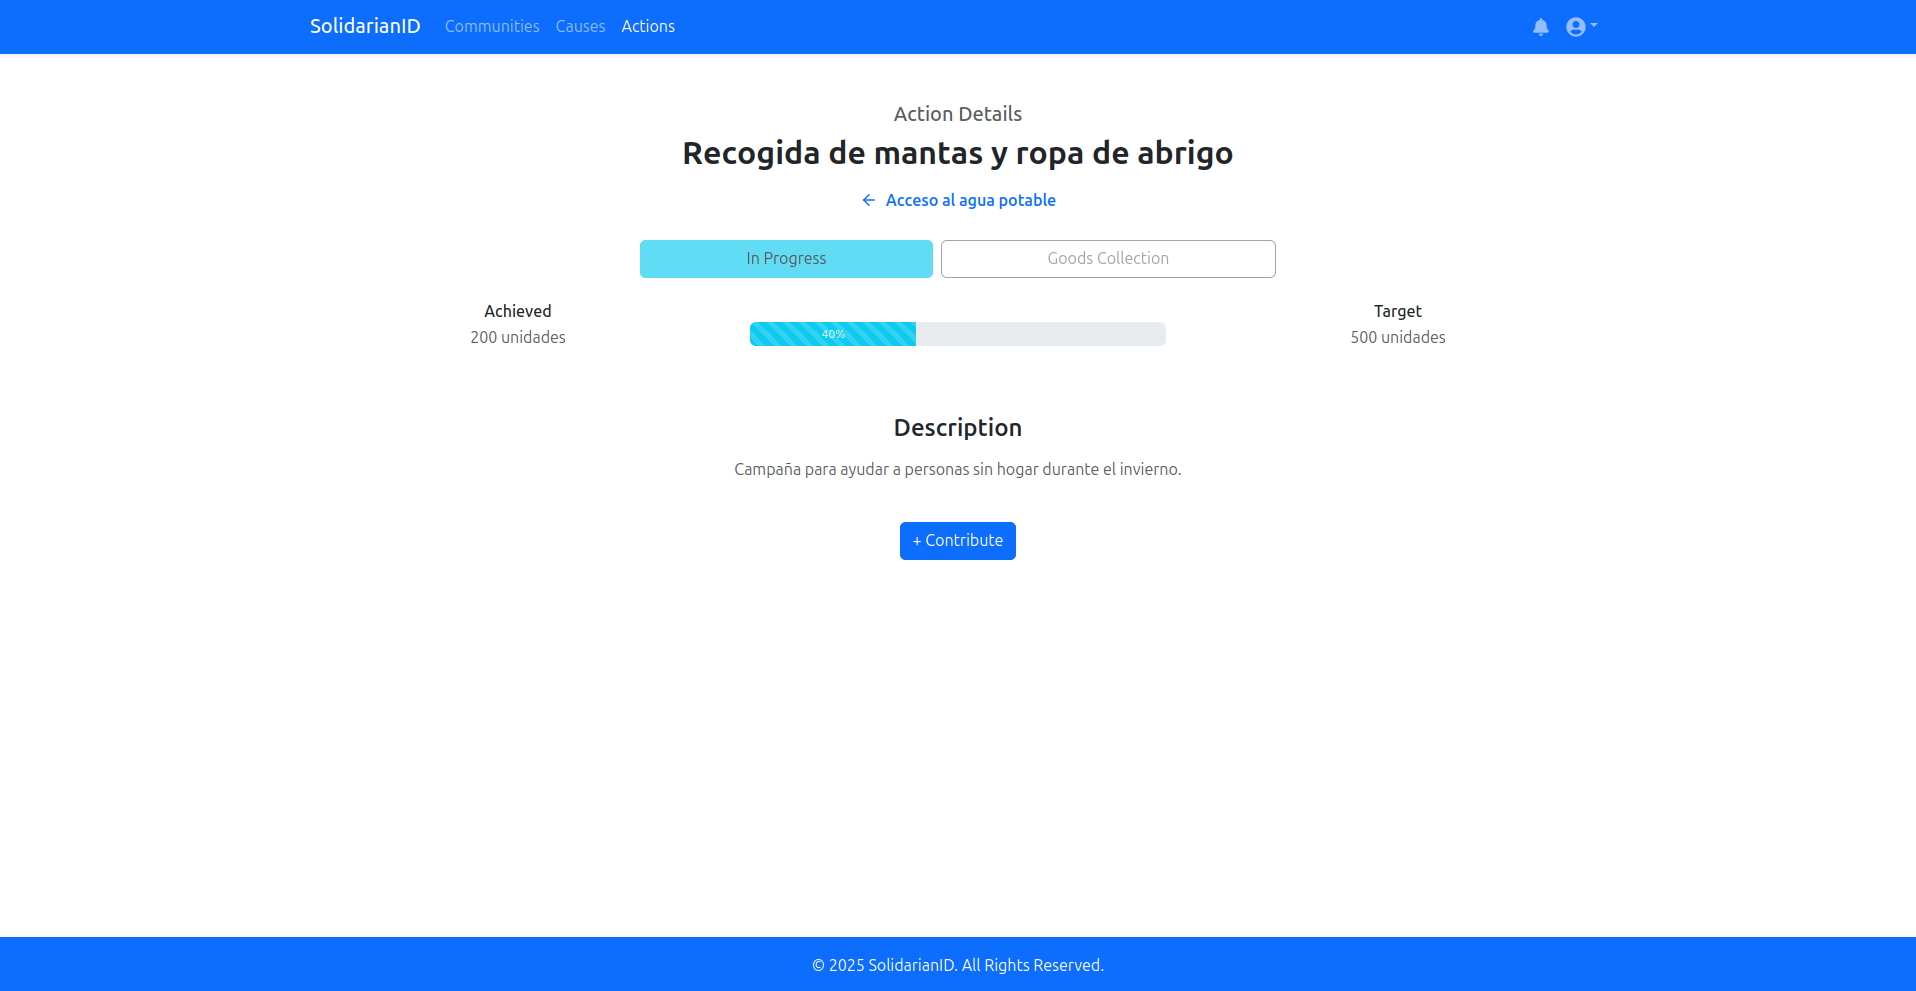 SolidarianID Communities Causes Actions
Action Details
Recogida de mantas y ropa de abrigo
← Acceso al agua potable
In Progress Goods Collection
Achieved Target
200 unidades 40% 500 unidades
Description
Campaña para ayudar a personas sin hogar durante el invierno.
+ Contribute
© 2025 SolidarianID. All Rights Reserved.